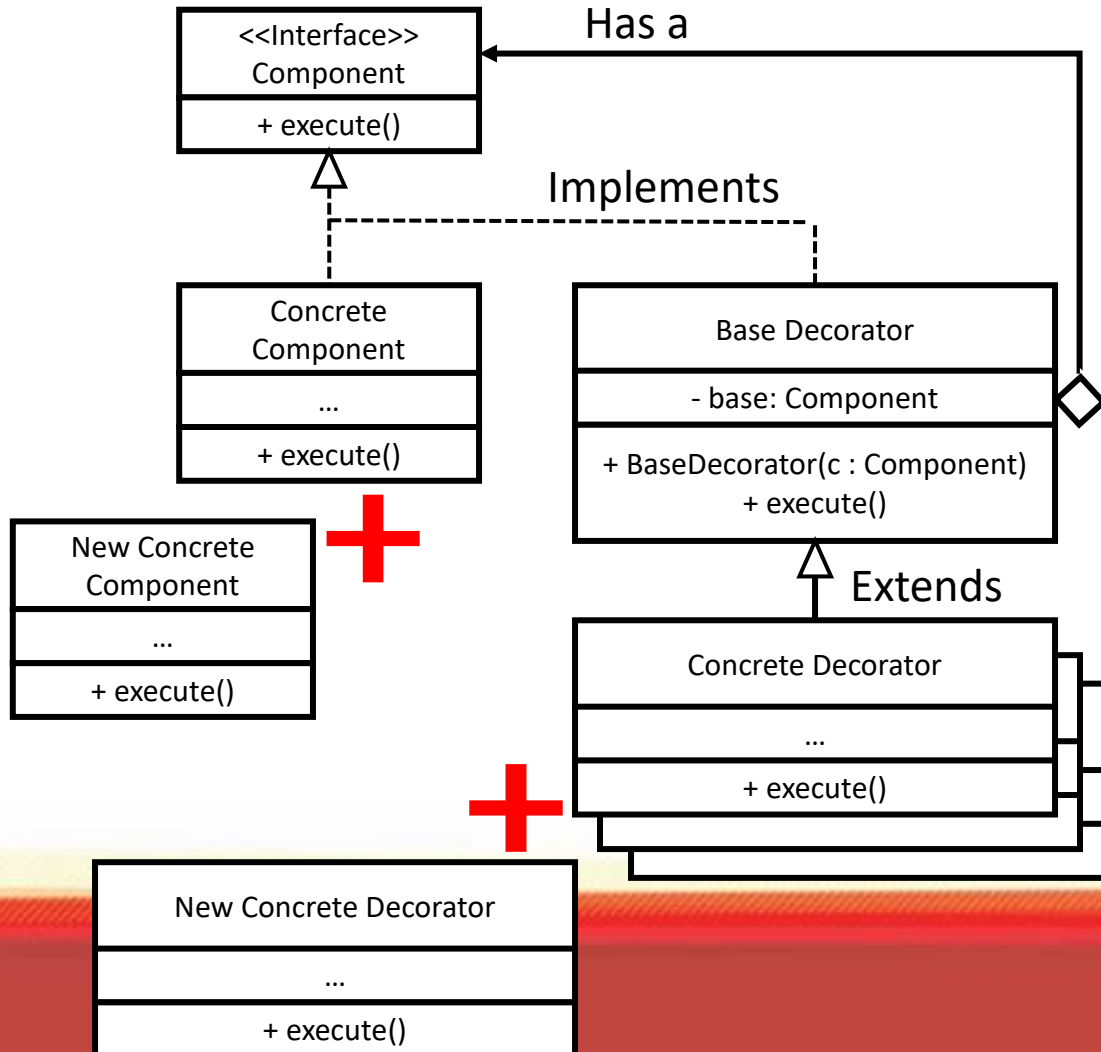 <<Interface>>
Component
+ execute()
Has a
Implements
Concrete
Component
...
+ execute()
Base Decorator
- base: Component
+ BaseDecorator(c : Component)
+ execute()
New Concrete
Component
...
+ execute()
Extends
Concrete Decorator
...
+ execute()
New Concrete Decorator
...
+ execute()